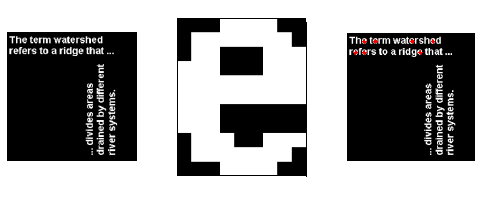 The term watershed
refers to a ridge that ...
... divides areas
drained by different
river systems.
e
The term watershed
refers to a ridge that ...
... divides areas
drained by different
river systems.